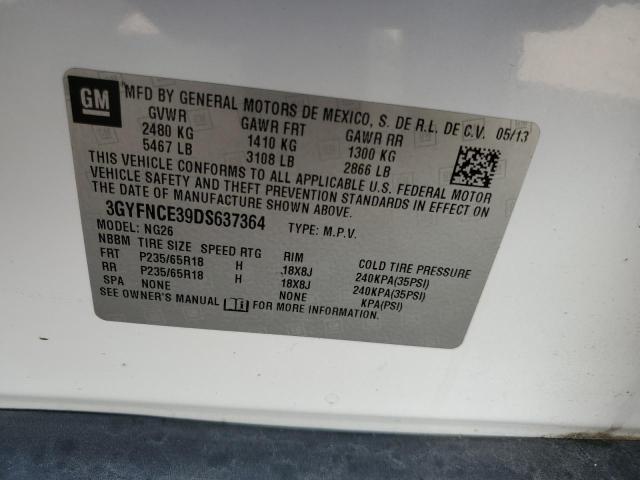 GM
MFD BY GENERAL MOTORS DE MEXICO, S. DE R.L. DE C.V. 05/13
GVWR GAWR FRT GAWR RR
2480 KG 1410 KG 1300 KG
5467 LB 3108 LB 2866 LB
THIS VEHICLE CONFORMS TO ALL APPLICABLE U.S. FEDERAL MOTOR
VEHICLE SAFETY AND THEFT PREVENTION STANDARDS IN EFFECT ON
THE DATE OF MANUFACTURE SHOWN ABOVE.
3GYFNCE39DS637364 TYPE: M.P.V.
MODEL: NG26
NBBM TIRE SIZE SPEED RTG RIM COLD TIRE PRESSURE
FRT P235/65R18 H 18X8J 240KPA(35PSI)
RR P235/65R18 H 18X8J 240KPA(35PSI)
SPA NONE NONE KPA(PSI)
SEE OWNER'S MANUAL FOR MORE INFORMATION.